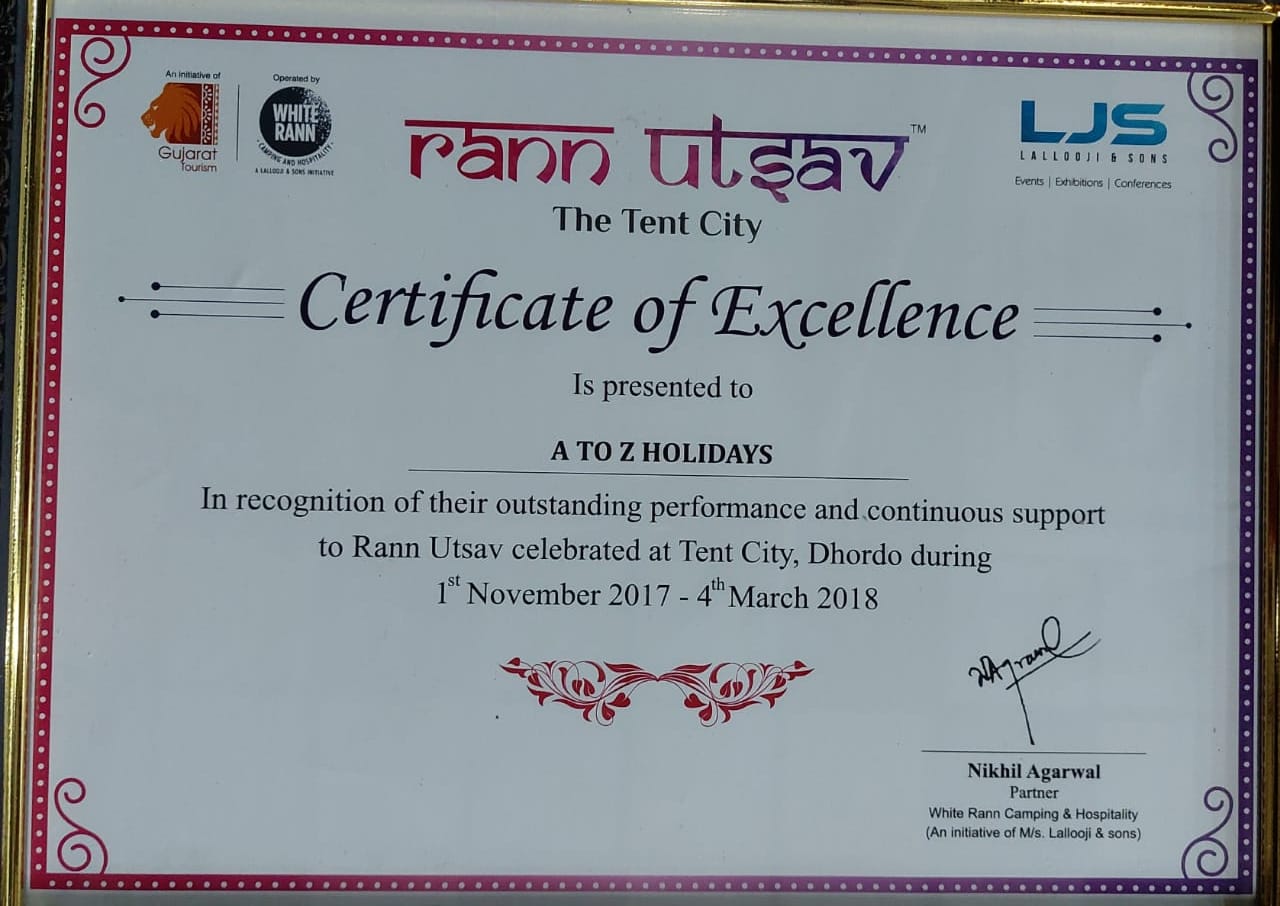 An initiative of
Gujarat
Tourism
Operated by
WHITE
RANN
CAMPING AND HOSPITALITY
A LALLOOJI & SONS INITIATIVE
rann utsav™
The Tent City
LJS
LALLOOJI & SONS
Events | Exhibitions | Conferences
Certificate of Excellence
Is presented to
A TO Z HOLIDAYS
In recognition of their outstanding performance and continuous support
to Rann Utsav celebrated at Tent City, Dhordo during
1st November 2017 - 4th March 2018
NAgrawal
Nikhil Agarwal
Partner
White Rann Camping & Hospitality
(An initiative of M/s. Lallooji & sons)